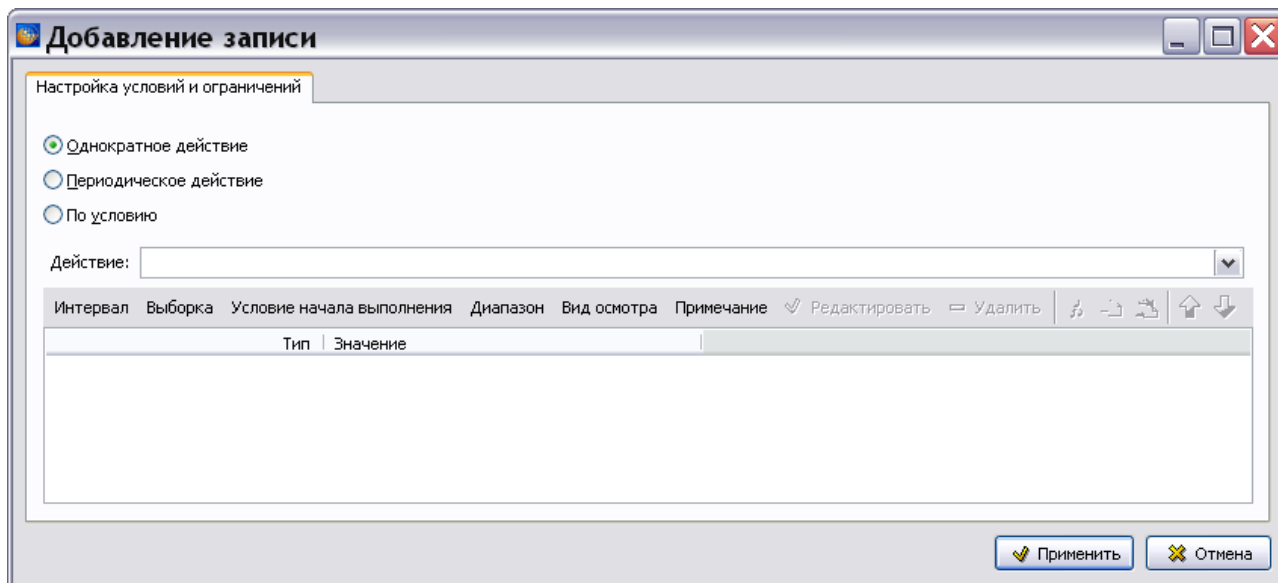 Добавление записи
Настройка условий и ограничений
Однократное действие
Периодическое действие
По условию
Действие:
Интервал Выборка Условие начала выполнения Диапазон Вид осмотра Примечание Редактировать Удалить
Тип Значение
Применить Отмена